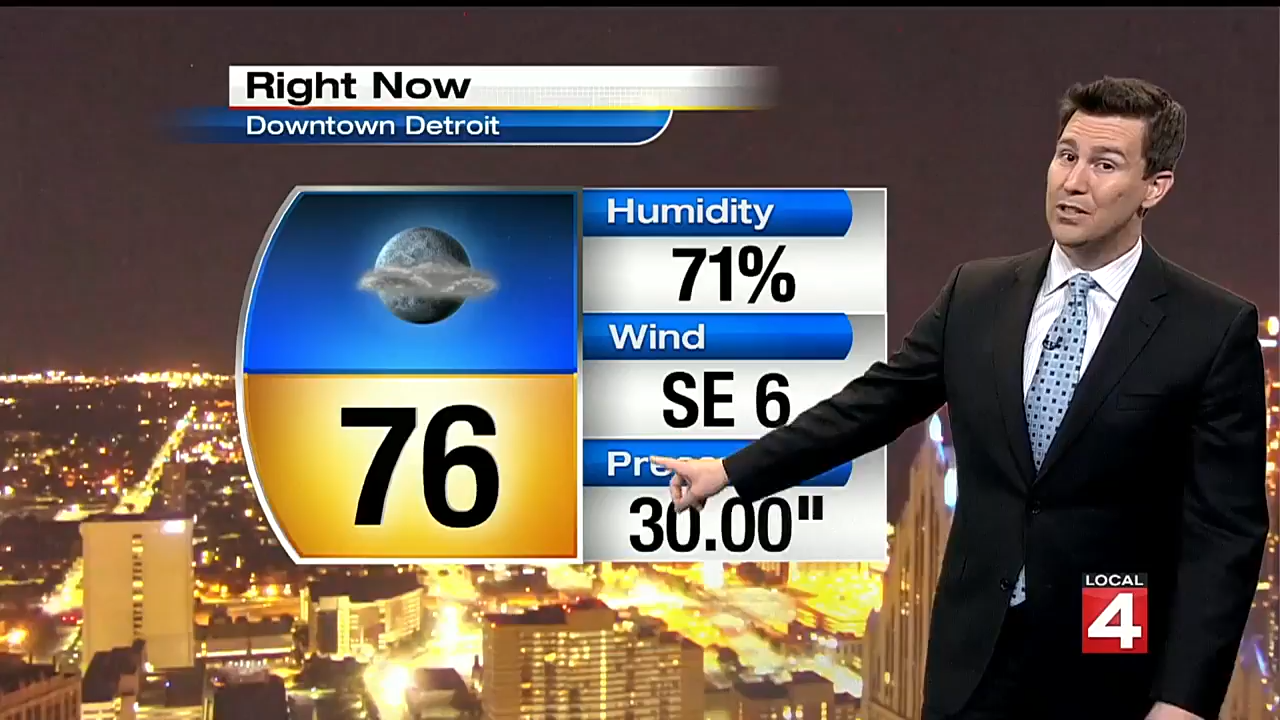 Right Now
Downtown Detroit
Humidity
71%
Wind
SE 6
76
30.00"
LOCAL
4